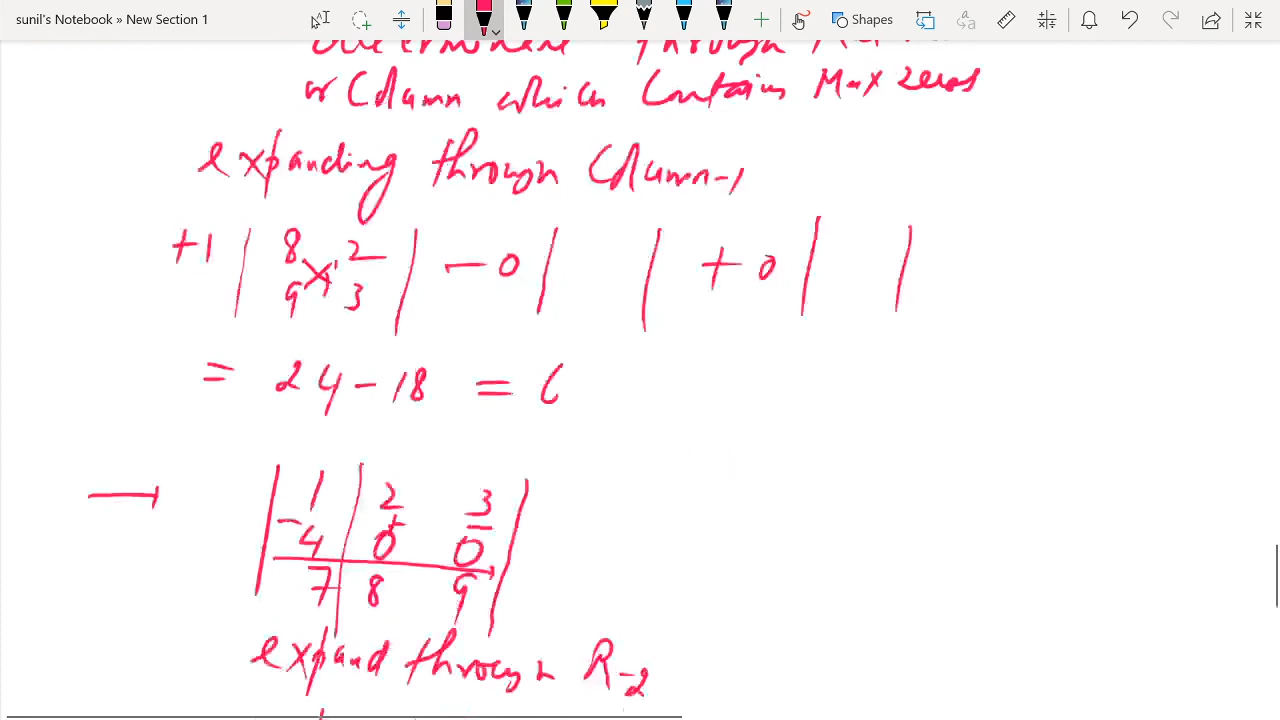 sunil's Notebook » New Section 1
Shapes
through
or Column which Contains Max zeros
expanding through Column-1
+1 | 8 2 | - 0 | | + 0 | |
9 3
= 24 - 18 = 6
| 1 2 3 |
- + -
4 0 0
7 8 9
expand through R-2